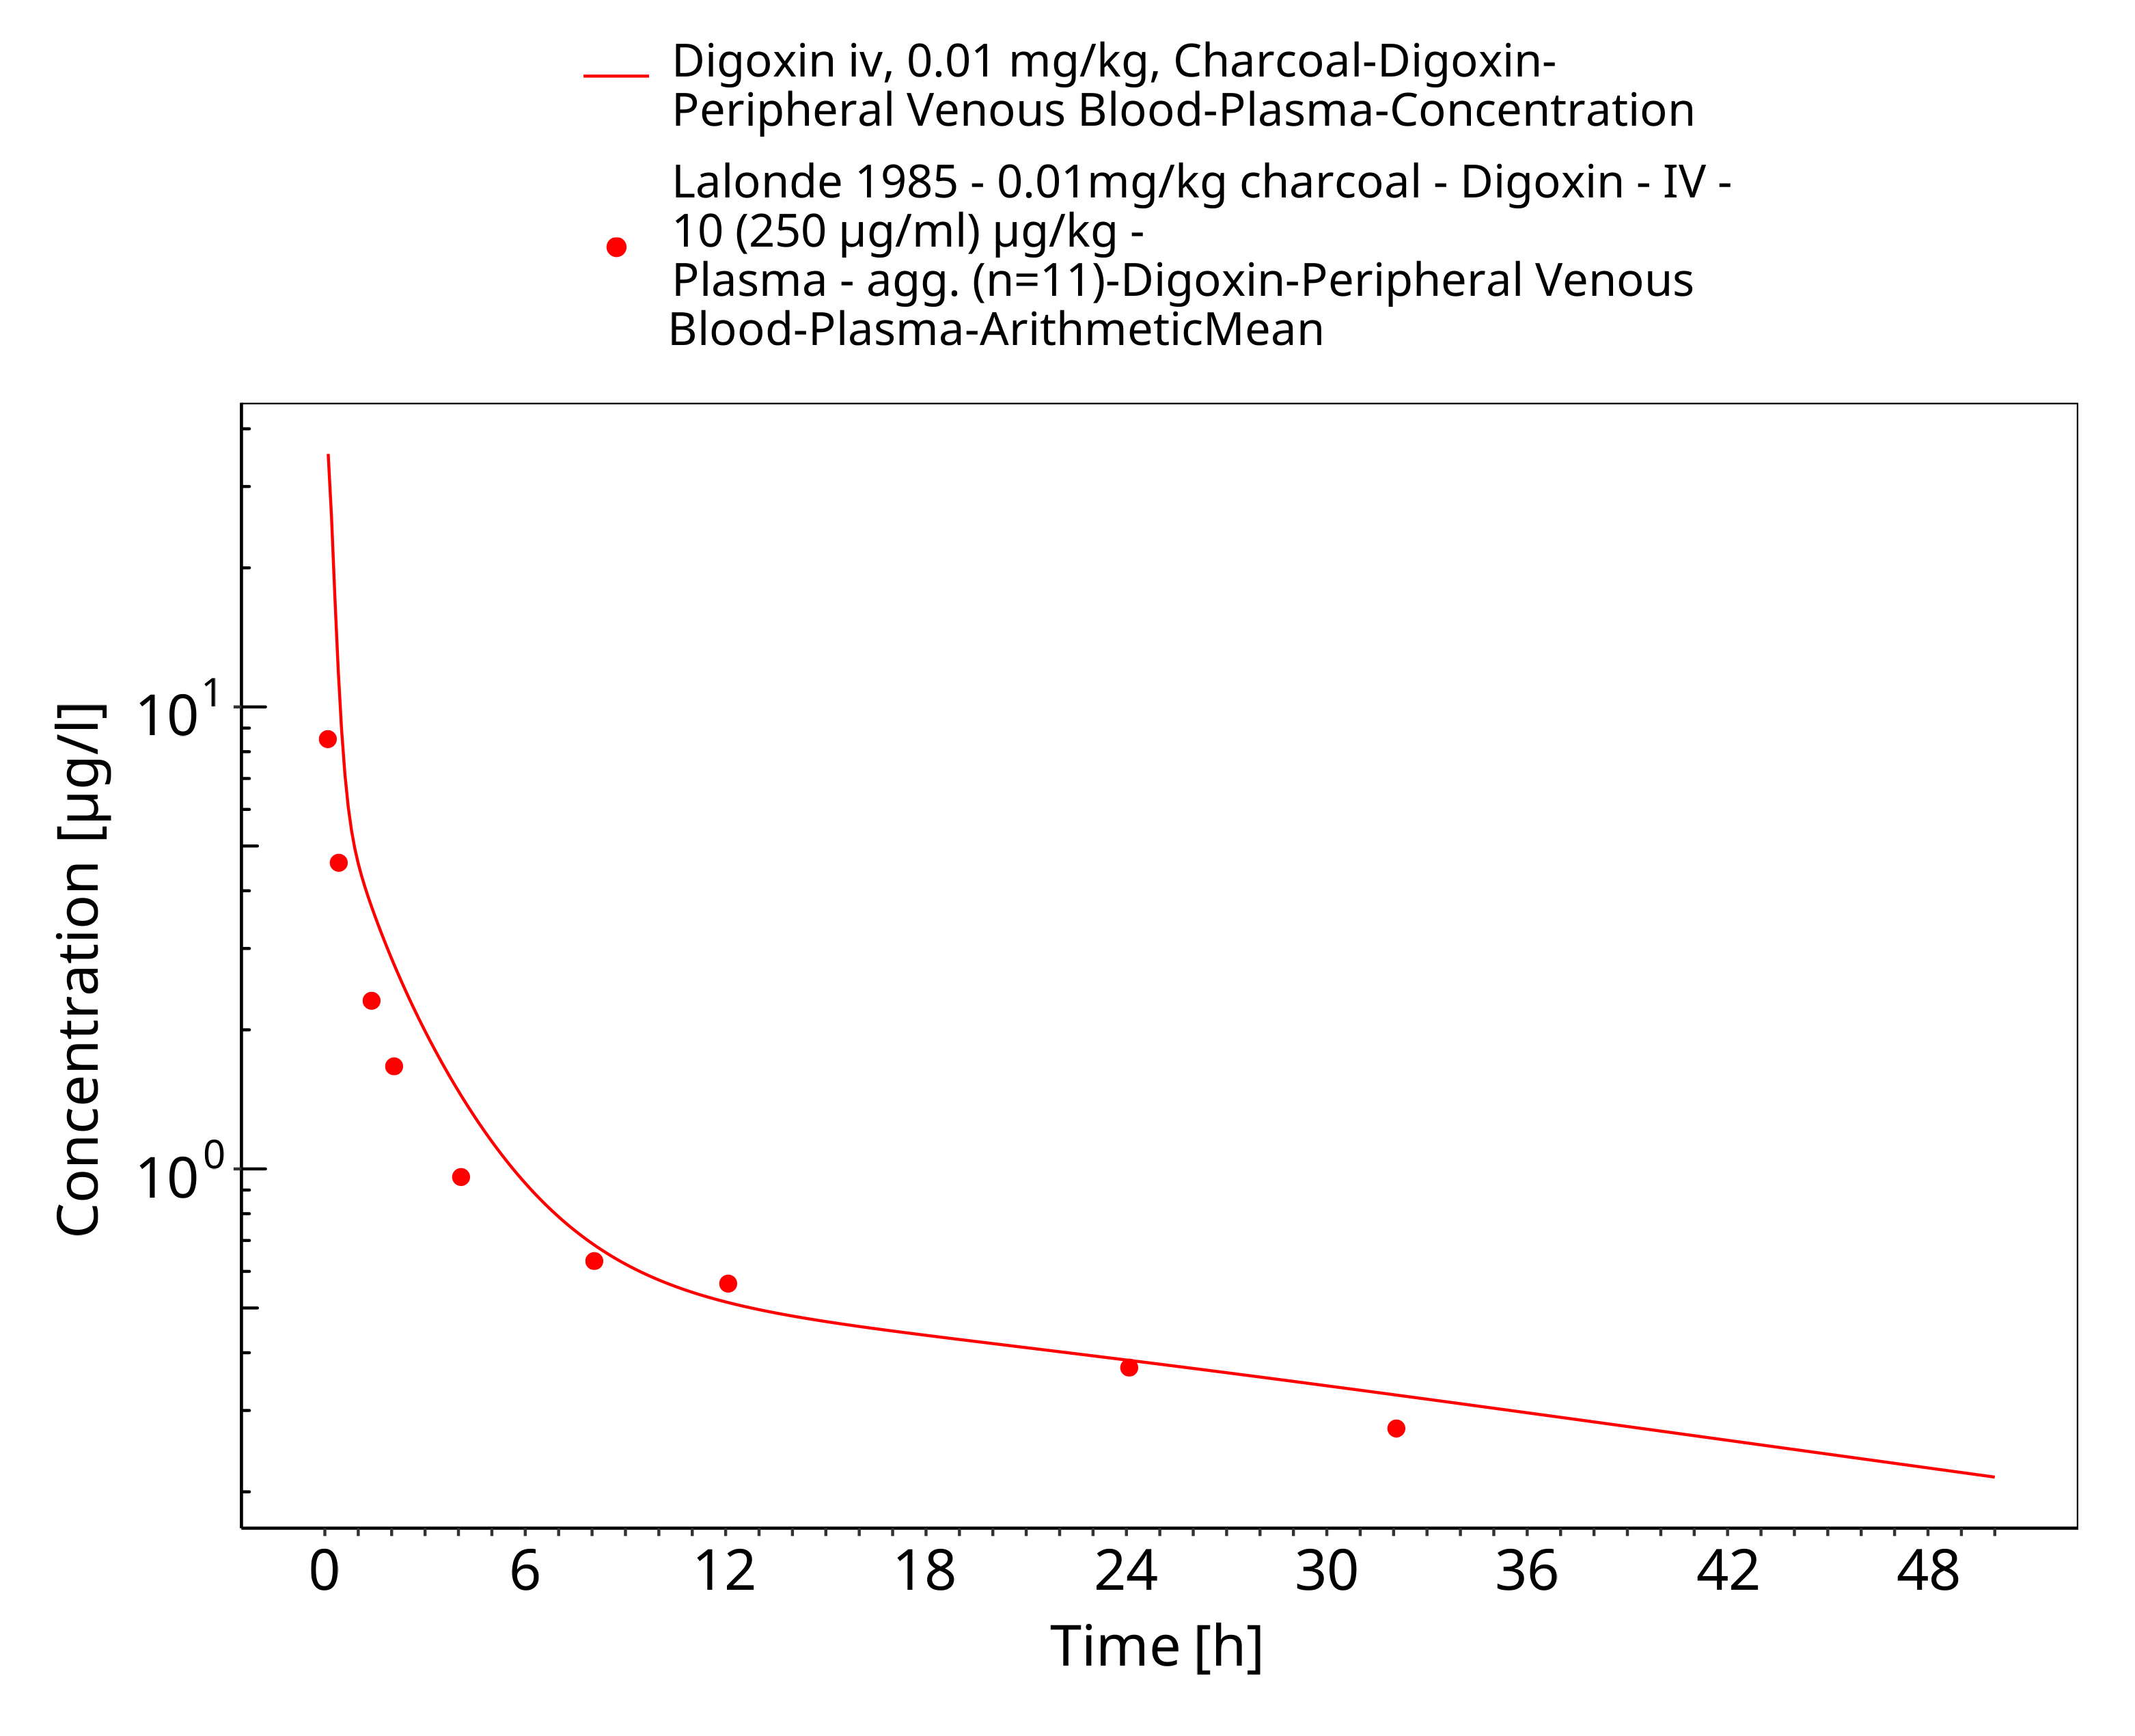 Digoxin iv, 0.01 mg/kg, Charcoal-Digoxin-
Peripheral Venous Blood-Plasma-Concentration
Lalonde 1985 - 0.01mg/kg charcoal - Digoxin - IV -
10 (250 µg/ml) µg/kg -
Plasma - agg. (n=11)-Digoxin-Peripheral Venous
Blood-Plasma-ArithmeticMean
Concentration [µg/l]
10¹
10⁰
0 6 12 18 24 30 36 42 48
Time [h]